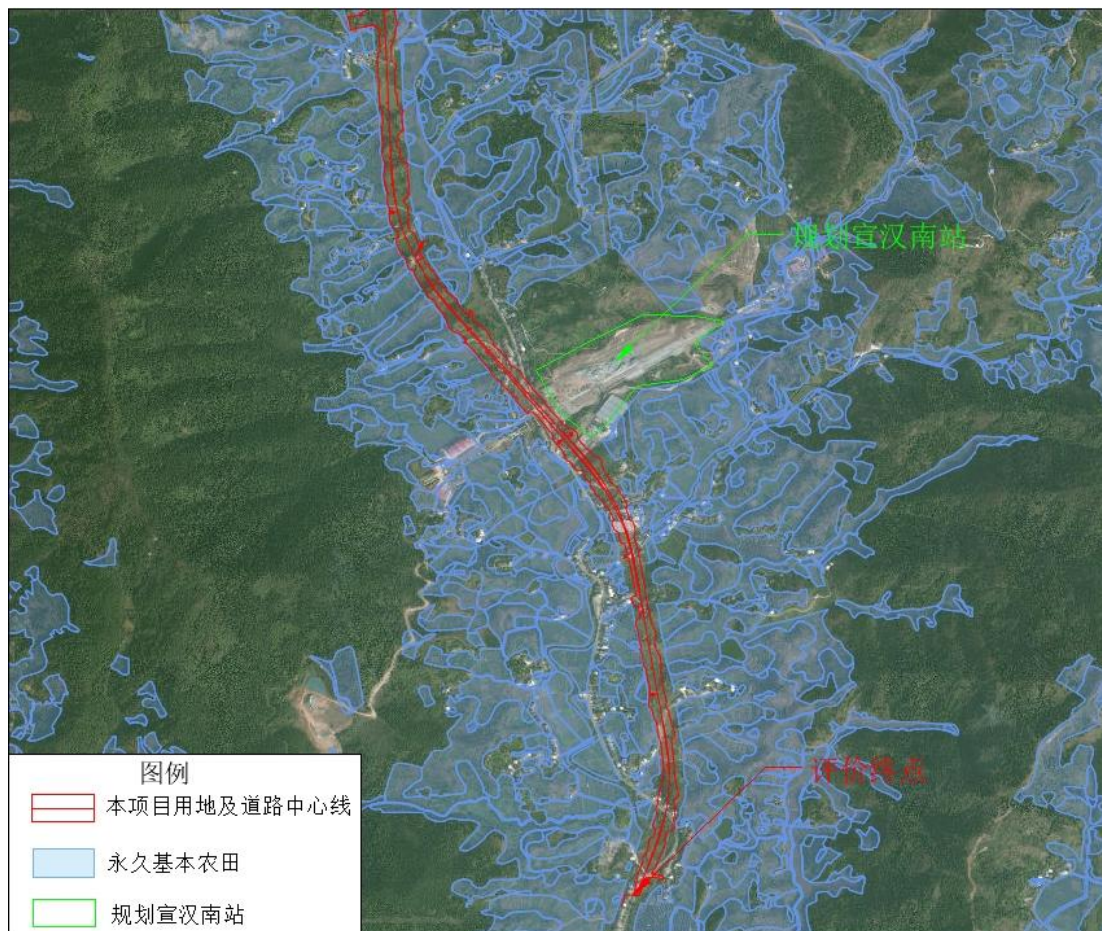 规划宣汉南站
评价终点
图例
本项目用地及道路中心线
永久基本农田
规划宣汉南站